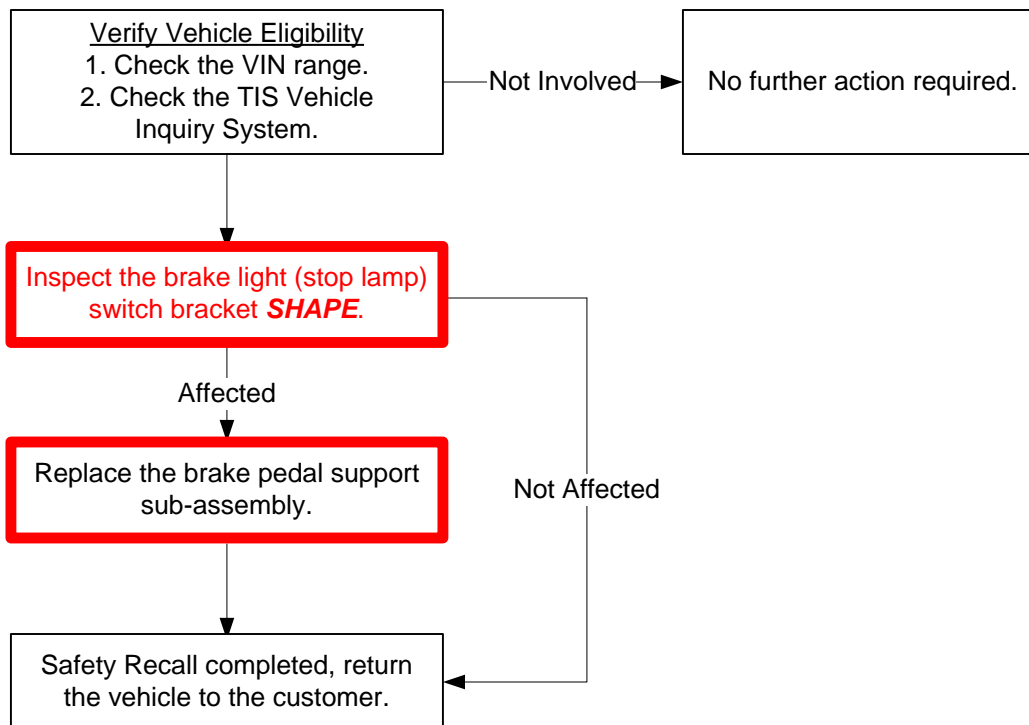 Verify Vehicle Eligibility
1. Check the VIN range.
2. Check the TIS Vehicle
Inquiry System.
Not Involved
No further action required.
Inspect the brake light (stop lamp)
switch bracket SHAPE.
Affected
Replace the brake pedal support
sub-assembly.
Not Affected
Safety Recall completed, return
the vehicle to the customer.